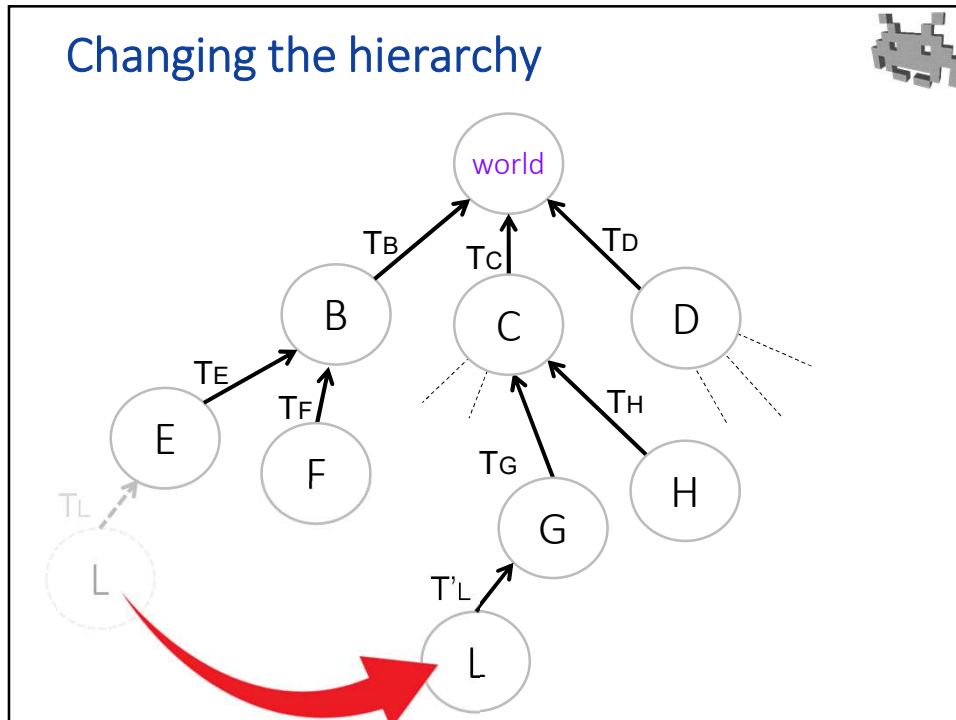 Changing the hierarchy
world
TB
TC
TD
B
C
D
TE
TF
TH
E
F
TG
H
TL
G
L
T'L
L